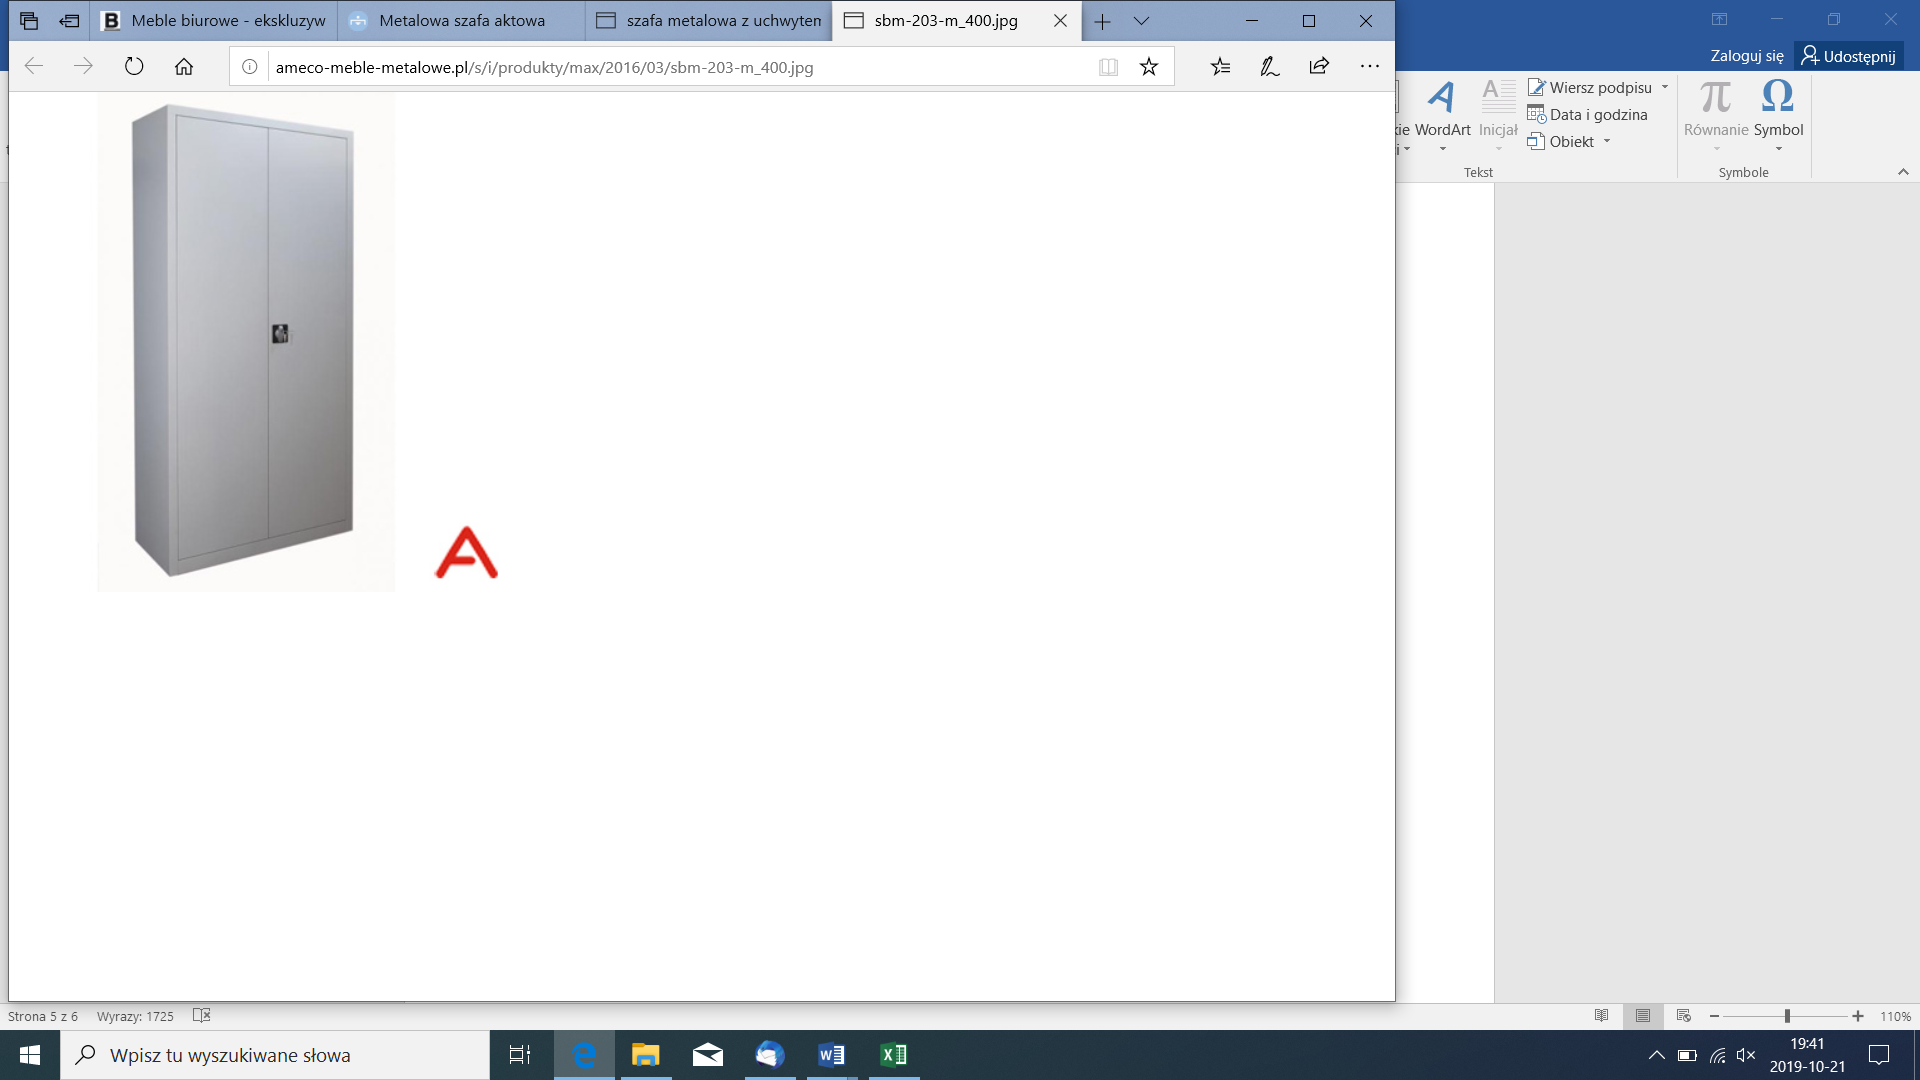 B Meble biurowe - ekskluzyw
Metalowa szafa aktowa
szafa metalowa z uchwytem
sbm-203-m_400.jpg
ameco-meble-metalowe.pl/s/i/produkty/max/2016/03/sbm-203-m_400.jpg
Zaloguj się
Udostępnij
WordArt
Inicjał
Wiersz podpisu
Data i godzina
Obiekt
Równanie
Symbol
Tekst
Symbole
A
Strona 5 z 6
Wyrazy: 1725
110%
Wpisz tu wyszukiwane słowa
19:41
2019-10-21